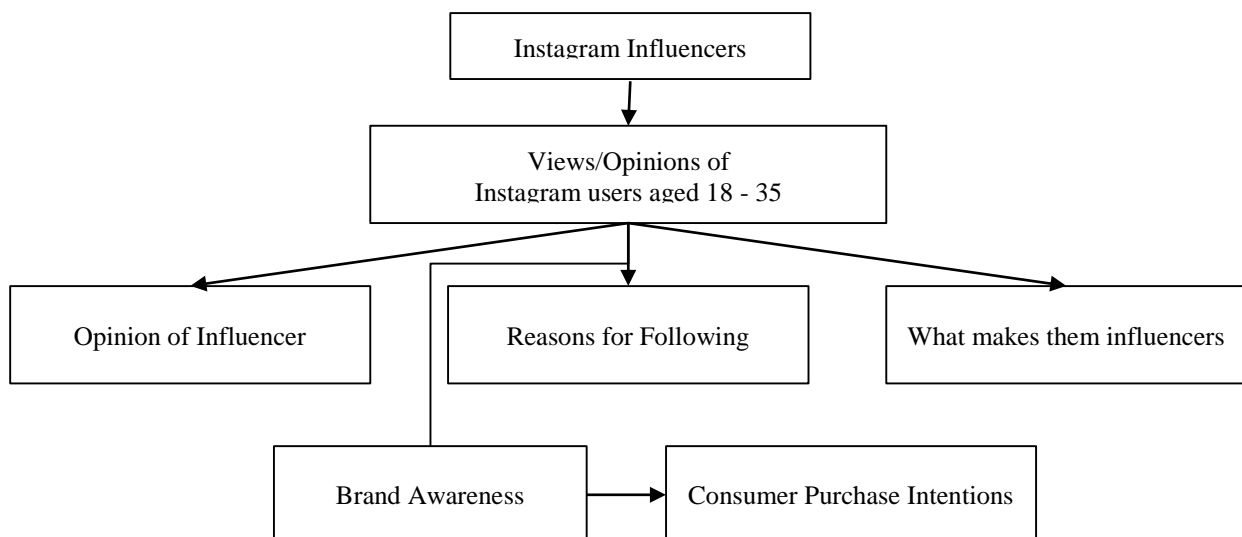 Instagram Influencers
Views/Opinions of
Instagram users aged 18 - 35
Opinion of Influencer
Reasons for Following
What makes them influencers
Brand Awareness
Consumer Purchase Intentions